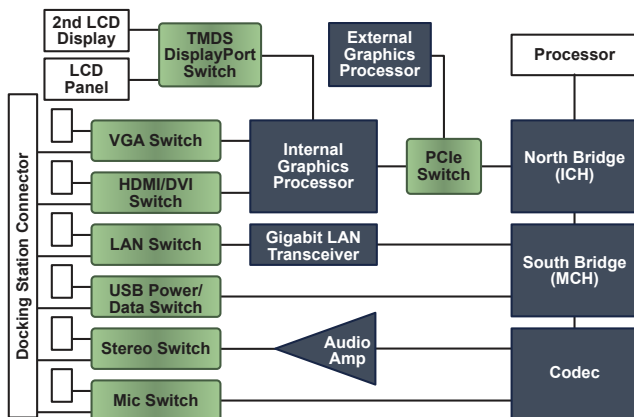 2nd LCD
Display
LCD
Panel
TMDS
DisplayPort
Switch
External
Graphics
Processor
Processor
Docking Station Connector
VGA Switch
HDMI/DVI
Switch
Internal
Graphics
Processor
PCIe
Switch
North Bridge
(ICH)
LAN Switch
Gigabit LAN
Transceiver
South Bridge
(MCH)
USB Power/
Data Switch
Stereo Switch
Audio
Amp
Codec
Mic Switch